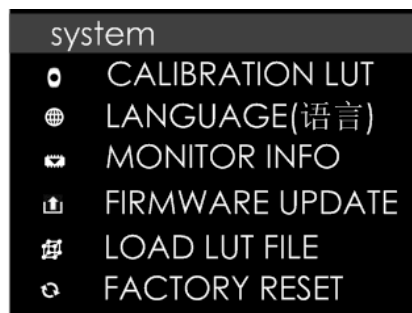 system
CALIBRATION LUT
LANGUAGE(语言)
MONITOR INFO
FIRMWARE UPDATE
LOAD LUT FILE
FACTORY RESET